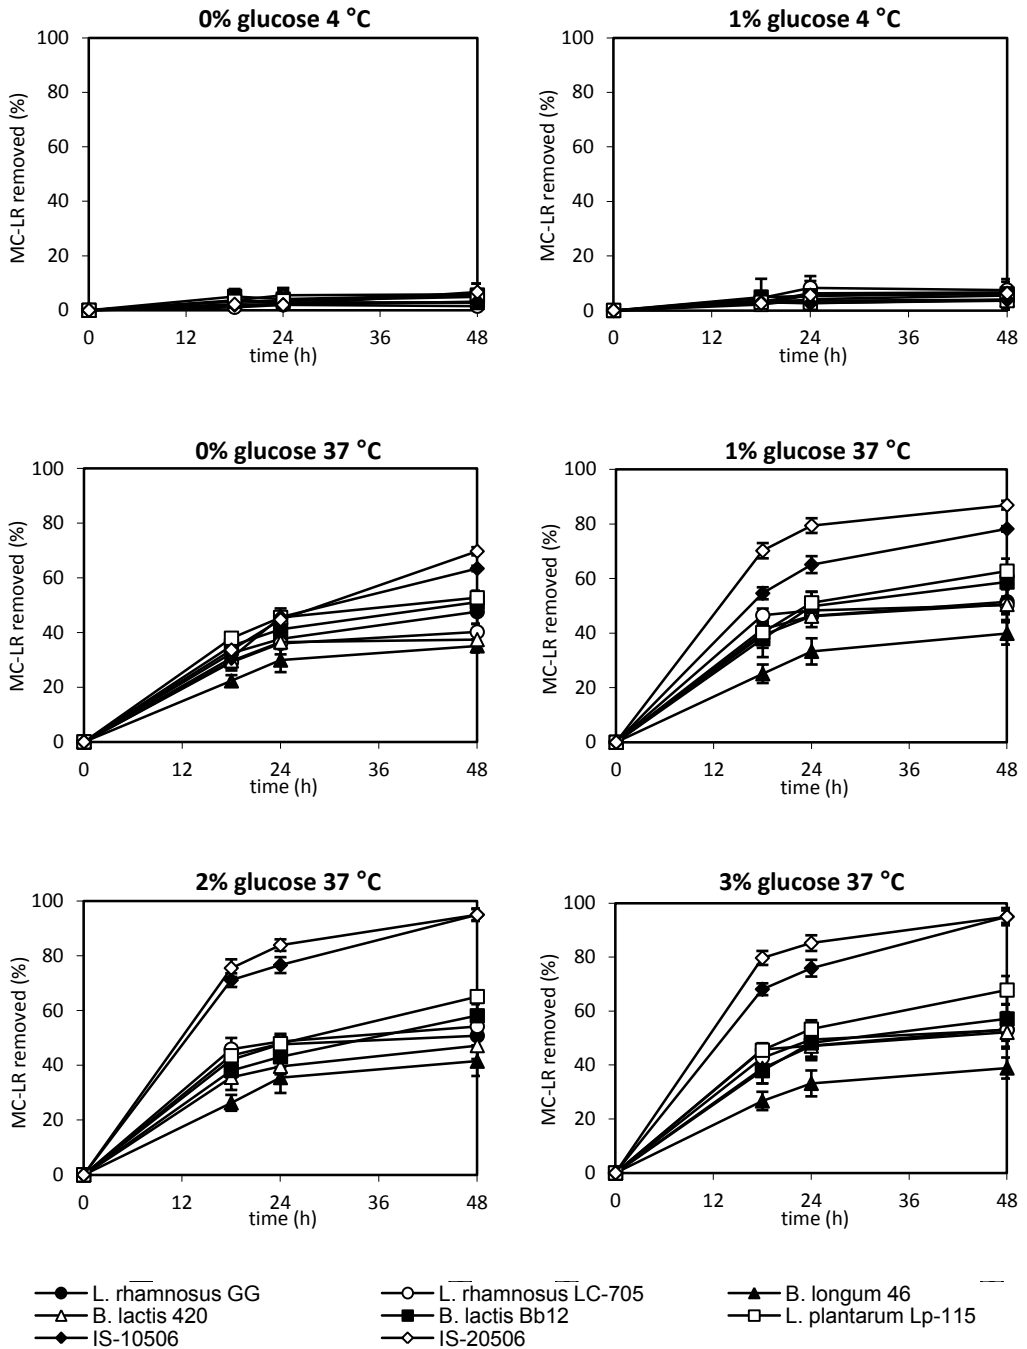 0% glucose 4 °C
1% glucose 4 °C
100
80
60
40
20
0
MC-LR removed (%)
0 12 24 36 48
time (h)
100
80
60
40
20
0
MC-LR removed (%)
0 12 24 36 48
time (h)
0% glucose 37 °C
1% glucose 37 °C
100
80
60
40
20
0
MC-LR removed (%)
0 12 24 36 48
time (h)
100
80
60
40
20
0
MC-LR removed (%)
0 12 24 36 48
time (h)
2% glucose 37 °C
3% glucose 37 °C
100
80
60
40
20
0
MC-LR removed (%)
0 12 24 36 48
time (h)
100
80
60
40
20
0
MC-LR removed (%)
0 12 24 36 48
time (h)
L. rhamnosus GG
L. rhamnosus LC-705
B. longum 46
B. lactis 420
B. lactis Bb12
L. plantarum Lp-115
IS-10506
IS-20506